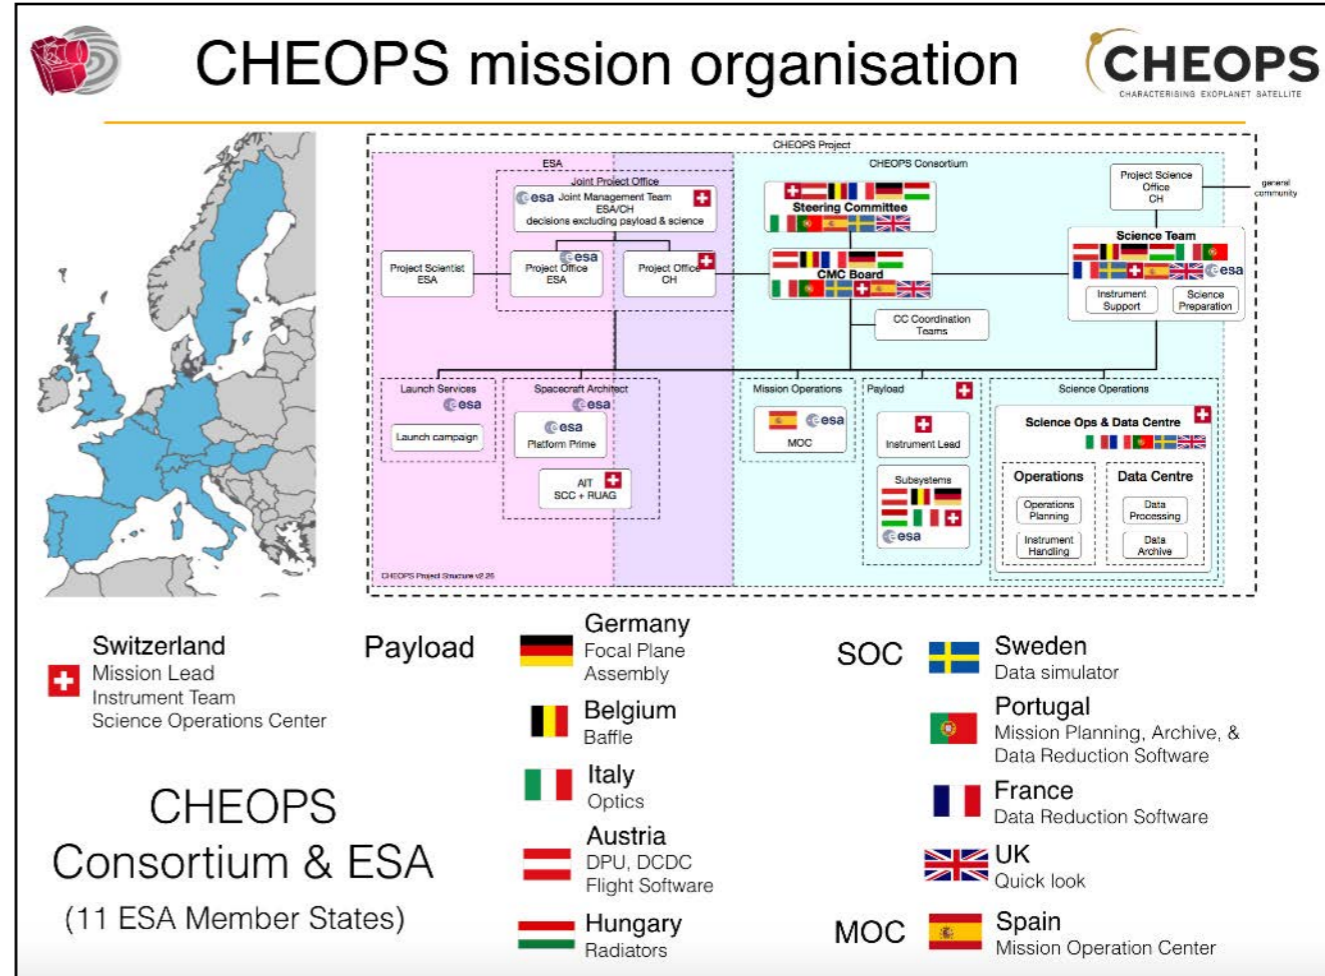 CHEOPS mission organisation
CHEOPS
CHARACTERISING EXOPLANET SATELLITE
CHEOPS Project
ESA
CHEOPS Consortium
Joint Project Office
esa Joint Management Team
ESA/CH
decisions excluding payload & science
Steering Committee
Project Science
Office
CH
general
community
Project Scientist
ESA
esa
Project Office
ESA
Project Office
CH
CMC Board
Science Team
esa
Instrument
Support
Science
Preparation
CC Coordination
Teams
Launch Services
esa
Launch campaign
Spacecraft Architect
esa
esa
Platform Prime
AIT
SCC + RUAG
Mission Operations
esa
MOC
Payload
Instrument Lead
Subsystems
esa
Science Operations
Science Ops & Data Centre
Operations
Operations
Planning
Instrument
Handling
Data Centre
Data
Processing
Data
Archive
CHEOPS Project Structure v2.26
Switzerland
Mission Lead
Instrument Team
Science Operations Center
CHEOPS
Consortium & ESA
(11 ESA Member States)
Payload
Germany
Focal Plane
Assembly
Belgium
Baffle
Italy
Optics
Austria
DPU, DCDC
Flight Software
Hungary
Radiators
SOC
Sweden
Data simulator
Portugal
Mission Planning, Archive, &
Data Reduction Software
France
Data Reduction Software
UK
Quick look
MOC
Spain
Mission Operation Center